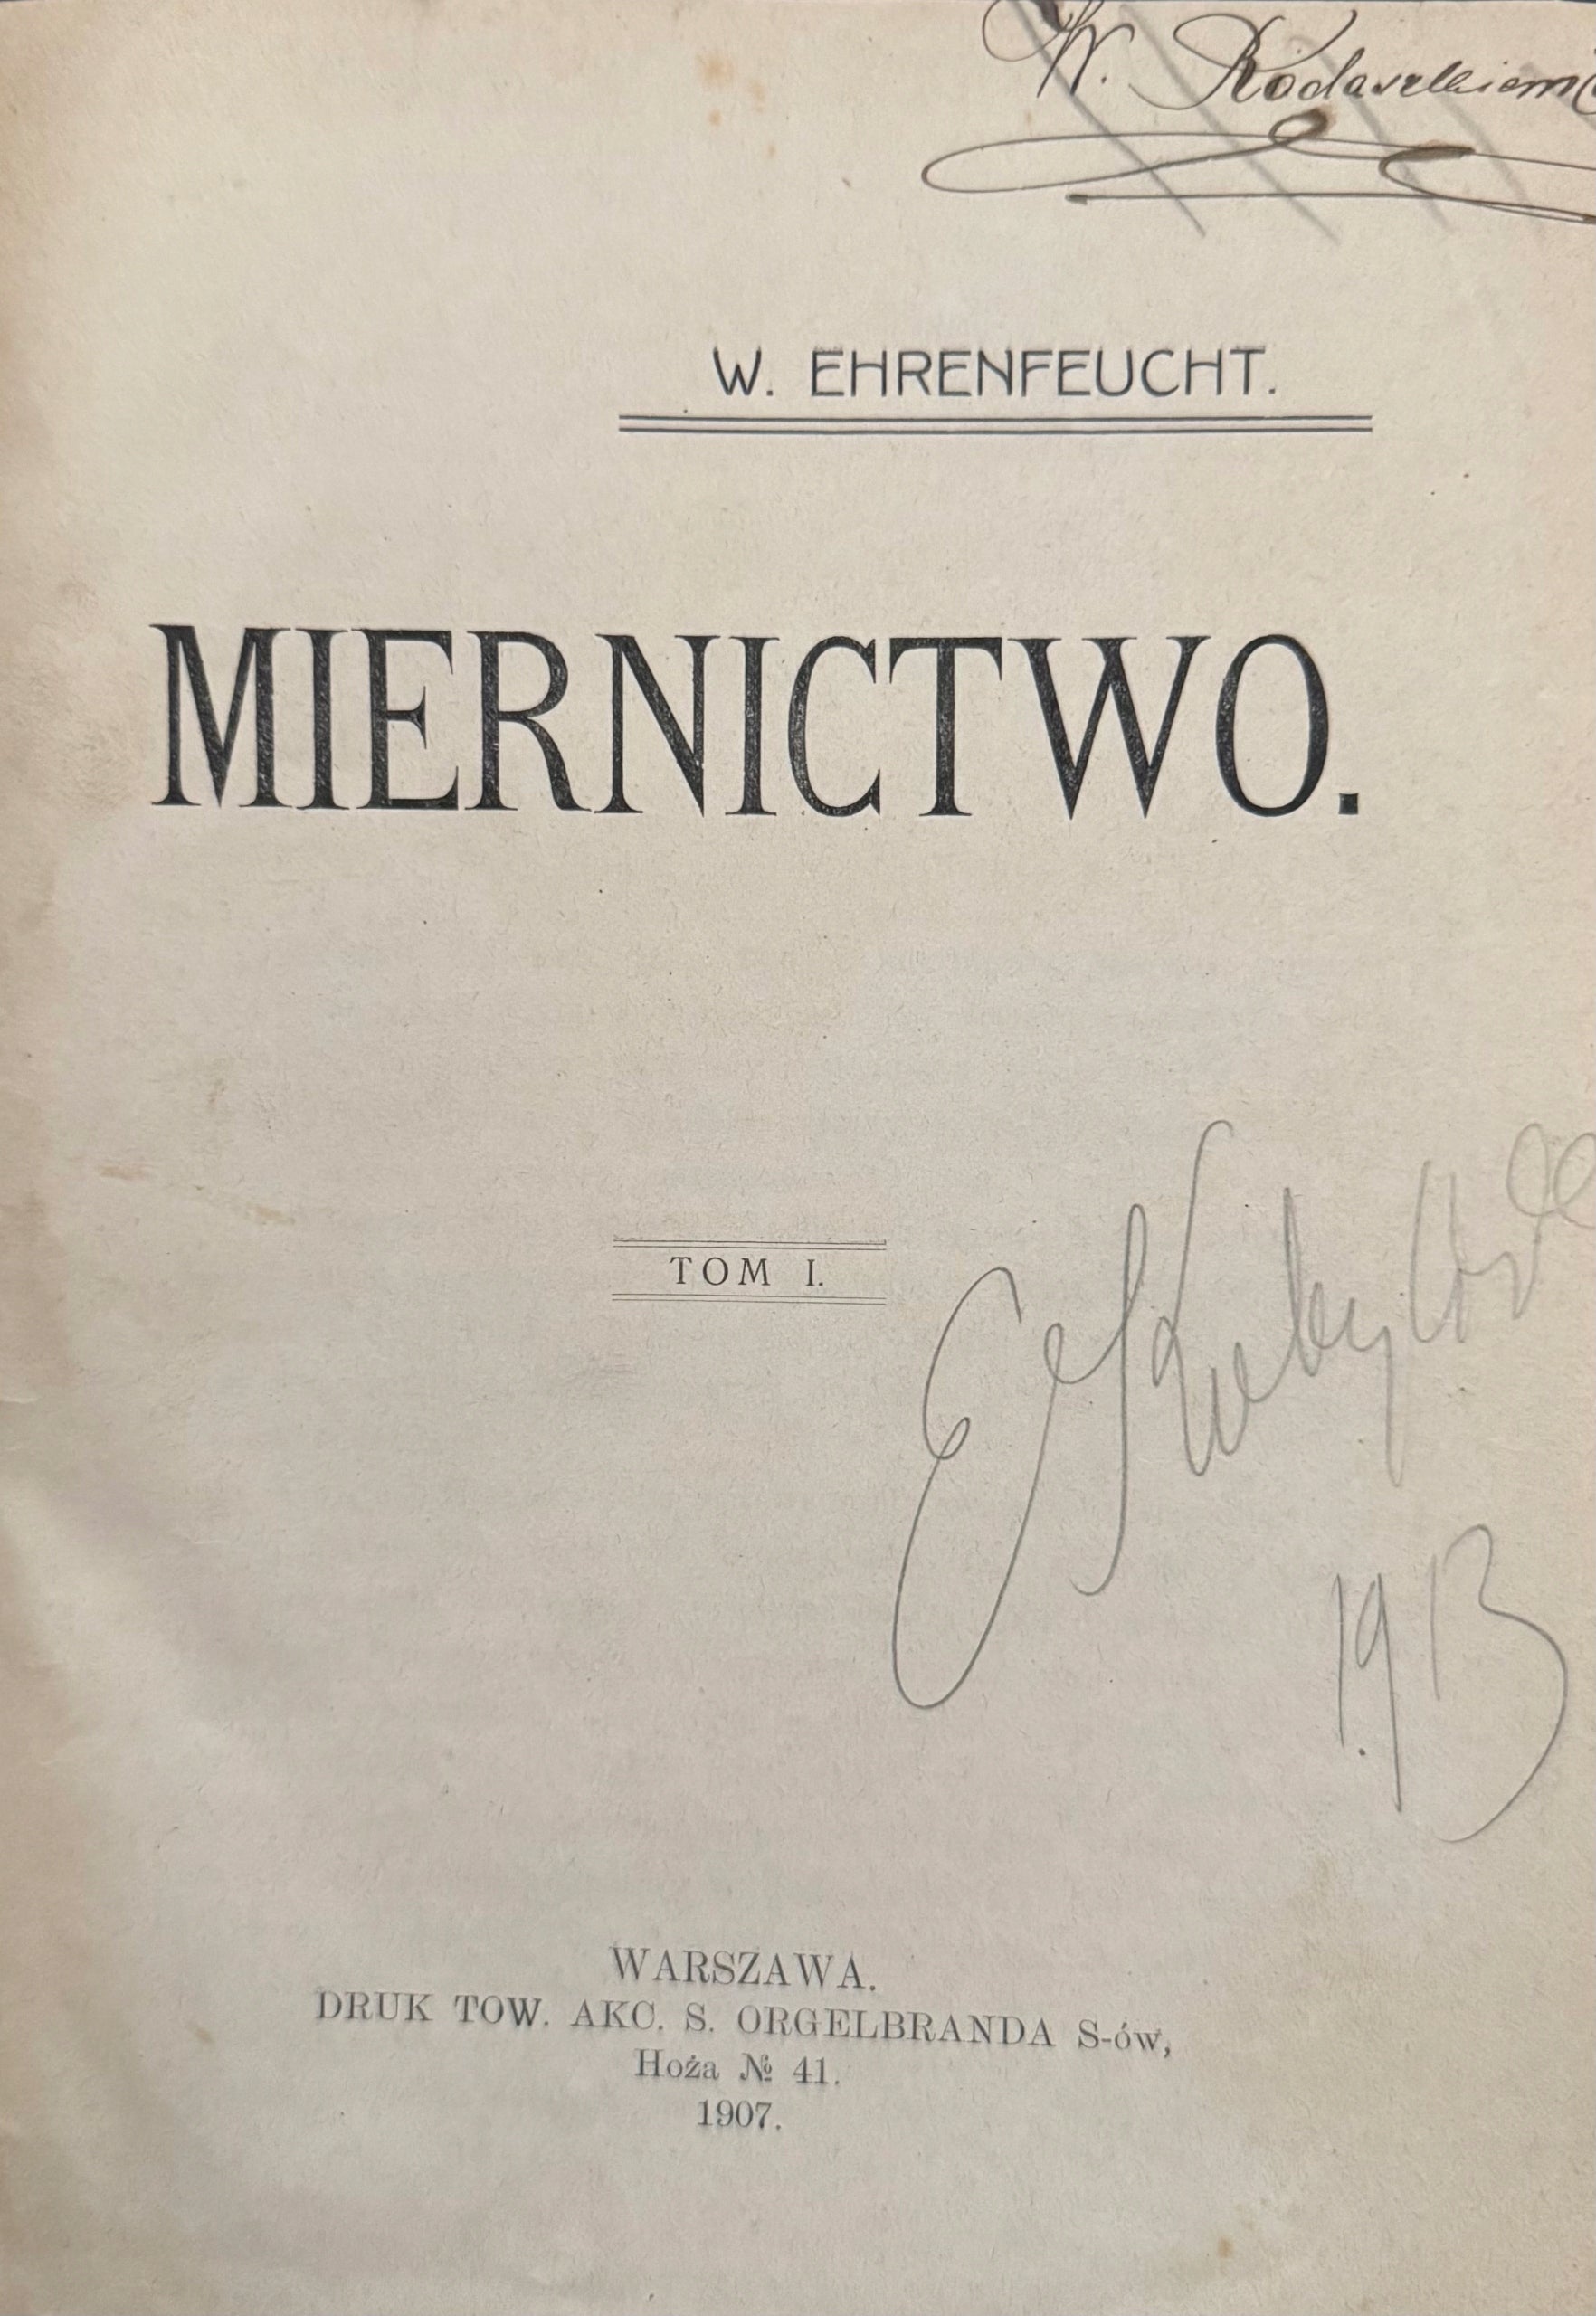 W.
W. EHRENFEUCHT.
MIERNICTWO.
TOM I.
1913
WARSZAWA.
DRUK TOW. AKC. S. ORGELBRANDA S-ów,
Hoża № 41.
1907.